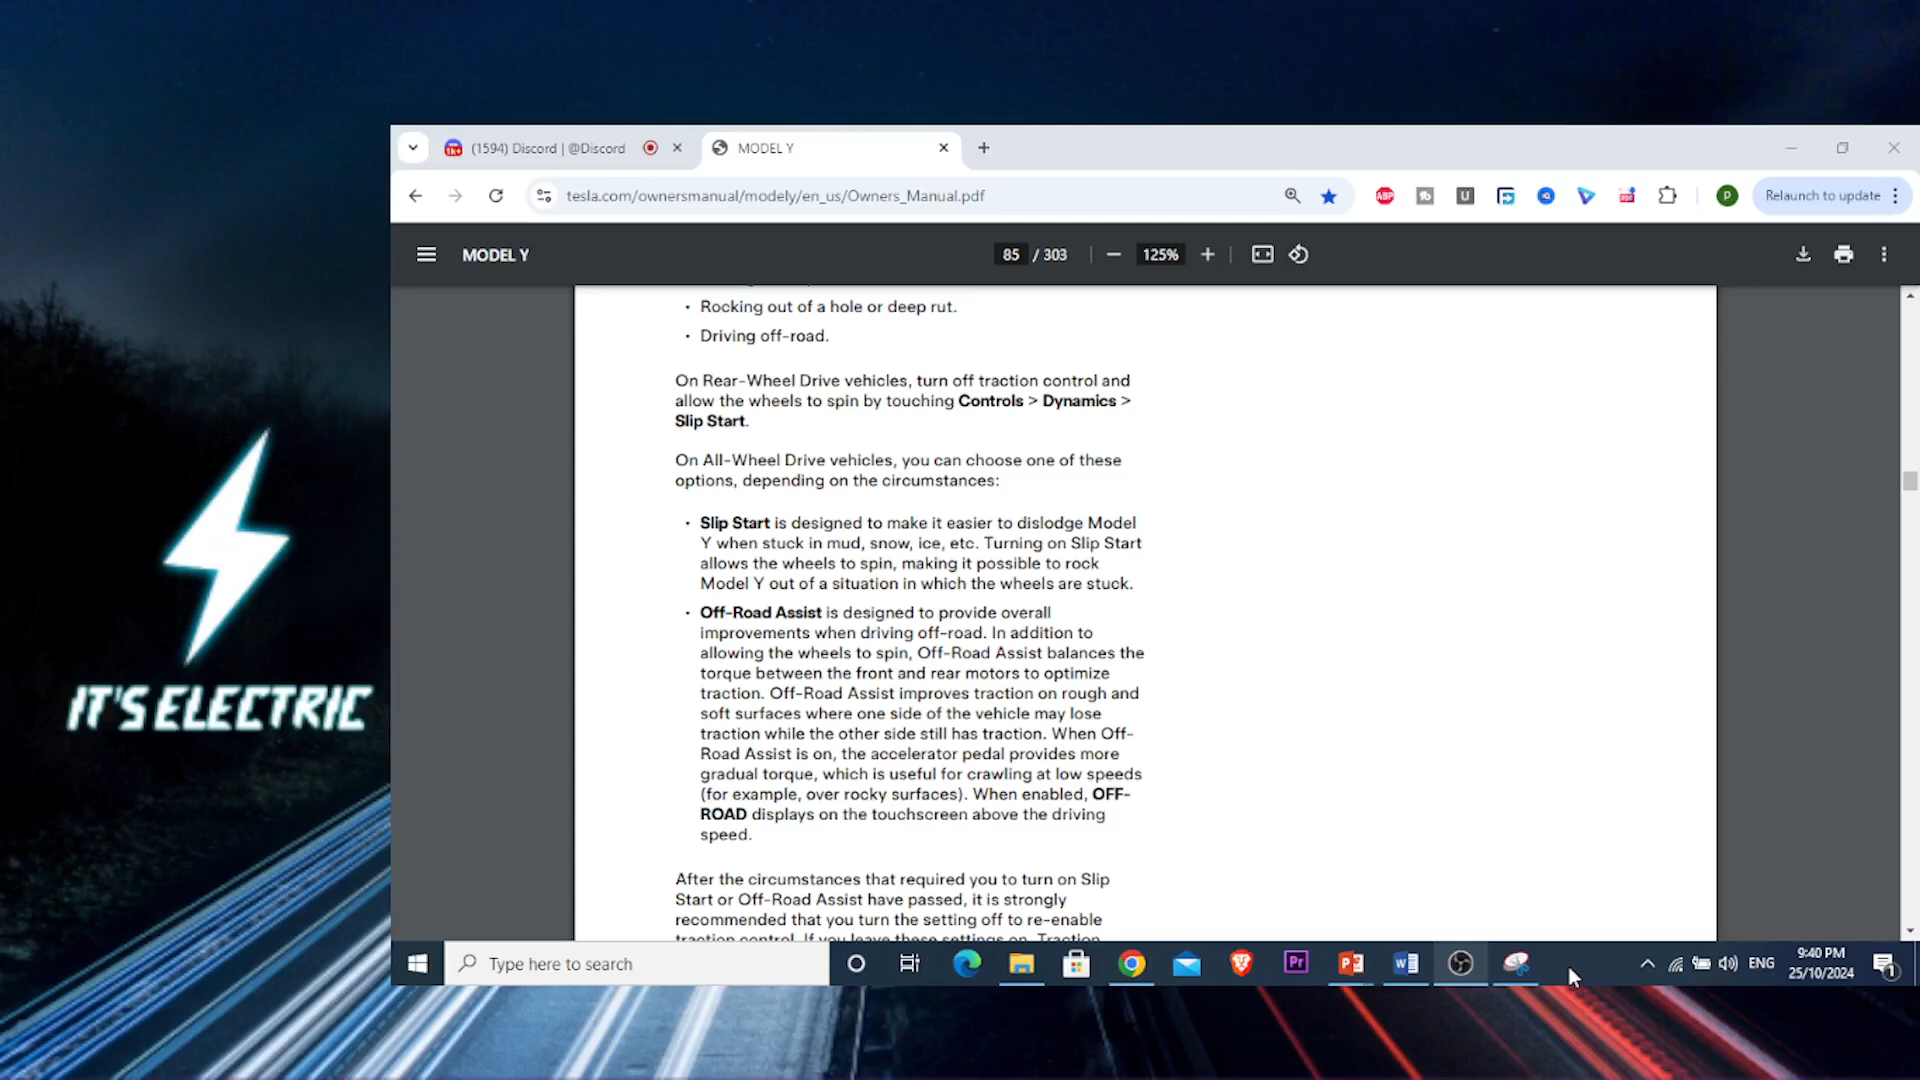 (1594) Discord | @Discord
MODEL Y
tesla.com/ownersmanual/modely/en_us/Owners_Manual.pdf
ABP
U
p
Relaunch to update
MODEL Y
85 / 303
125%
• Rocking out of a hole or deep rut.
• Driving off-road.
On Rear-Wheel Drive vehicles, turn off traction control and
allow the wheels to spin by touching Controls > Dynamics >
Slip Start.
On All-Wheel Drive vehicles, you can choose one of these
options, depending on the circumstances:
• Slip Start is designed to make it easier to dislodge Model
Y when stuck in mud, snow, ice, etc. Turning on Slip Start
allows the wheels to spin, making it possible to rock
Model Y out of a situation in which the wheels are stuck.
• Off-Road Assist is designed to provide overall
improvements when driving off-road. In addition to
allowing the wheels to spin, Off-Road Assist balances the
torque between the front and rear motors to optimize
traction. Off-Road Assist improves traction on rough and
soft surfaces where one side of the vehicle may lose
traction while the other side still has traction. When Off-
Road Assist is on, the accelerator pedal provides more
gradual torque, which is useful for crawling at low speeds
(for example, over rocky surfaces). When enabled, OFF-
ROAD displays on the touchscreen above the driving
speed.
After the circumstances that required you to turn on Slip
Start or Off-Road Assist have passed, it is strongly
recommended that you turn the setting off to re-enable
traction control. If you leave these settings on, Traction
IT'S ELECTRIC
Type here to search
Pr
P
W
ENG
9:40 PM
25/10/2024
1